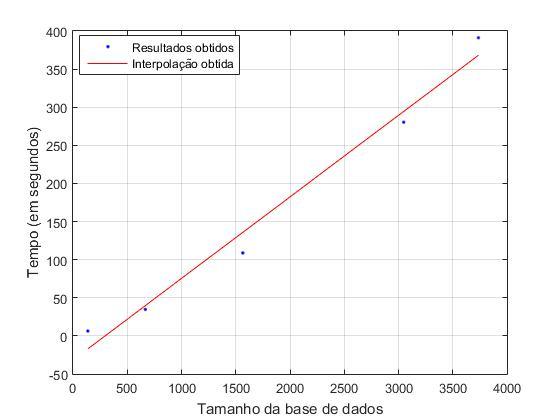 400
350
300
250
200
150
100
50
0
-50
Resultados obtidos
Interpolação obtida
Tempo (em segundos)
0 500 1000 1500 2000 2500 3000 3500 4000
Tamanho da base de dados